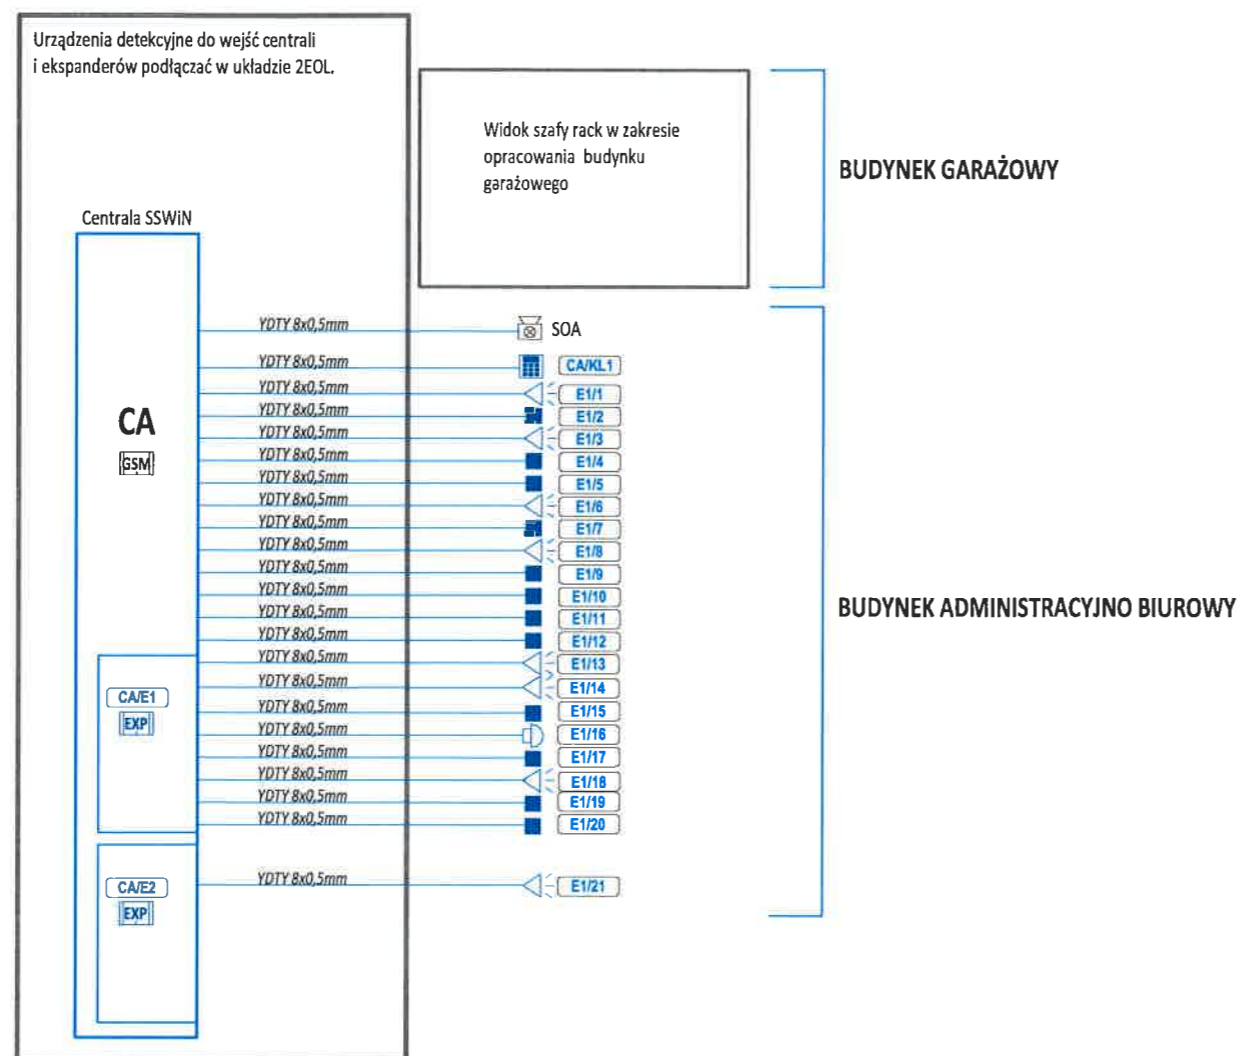 Urządzenia detekcyjne do wejść centrali
i ekspanderów podłączać w układzie 2EOL.
Widok szafy rack w zakresie
opracowania budynku
garażowego
BUDYNEK GARAŻOWY
Centrala SSWiN
YDTY 8x0,5mm
SOA
YDTY 8x0,5mm
CA/KL1
YDTY 8x0,5mm
E1/1
CA
YDTY 8x0,5mm
E1/2
YDTY 8x0,5mm
E1/3
GSM
YDTY 8x0,5mm
E1/4
YDTY 8x0,5mm
E1/5
YDTY 8x0,5mm
E1/6
YDTY 8x0,5mm
E1/7
YDTY 8x0,5mm
E1/8
YDTY 8x0,5mm
E1/9
YDTY 8x0,5mm
E1/10
BUDYNEK ADMINISTRACYJNO BIUROWY
YDTY 8x0,5mm
E1/11
YDTY 8x0,5mm
E1/12
YDTY 8x0,5mm
E1/13
YDTY 8x0,5mm
E1/14
CA/E1
YDTY 8x0,5mm
E1/15
EXP
YDTY 8x0,5mm
E1/16
YDTY 8x0,5mm
E1/17
YDTY 8x0,5mm
E1/18
YDTY 8x0,5mm
E1/19
YDTY 8x0,5mm
E1/20
CA/E2
YDTY 8x0,5mm
E1/21
EXP